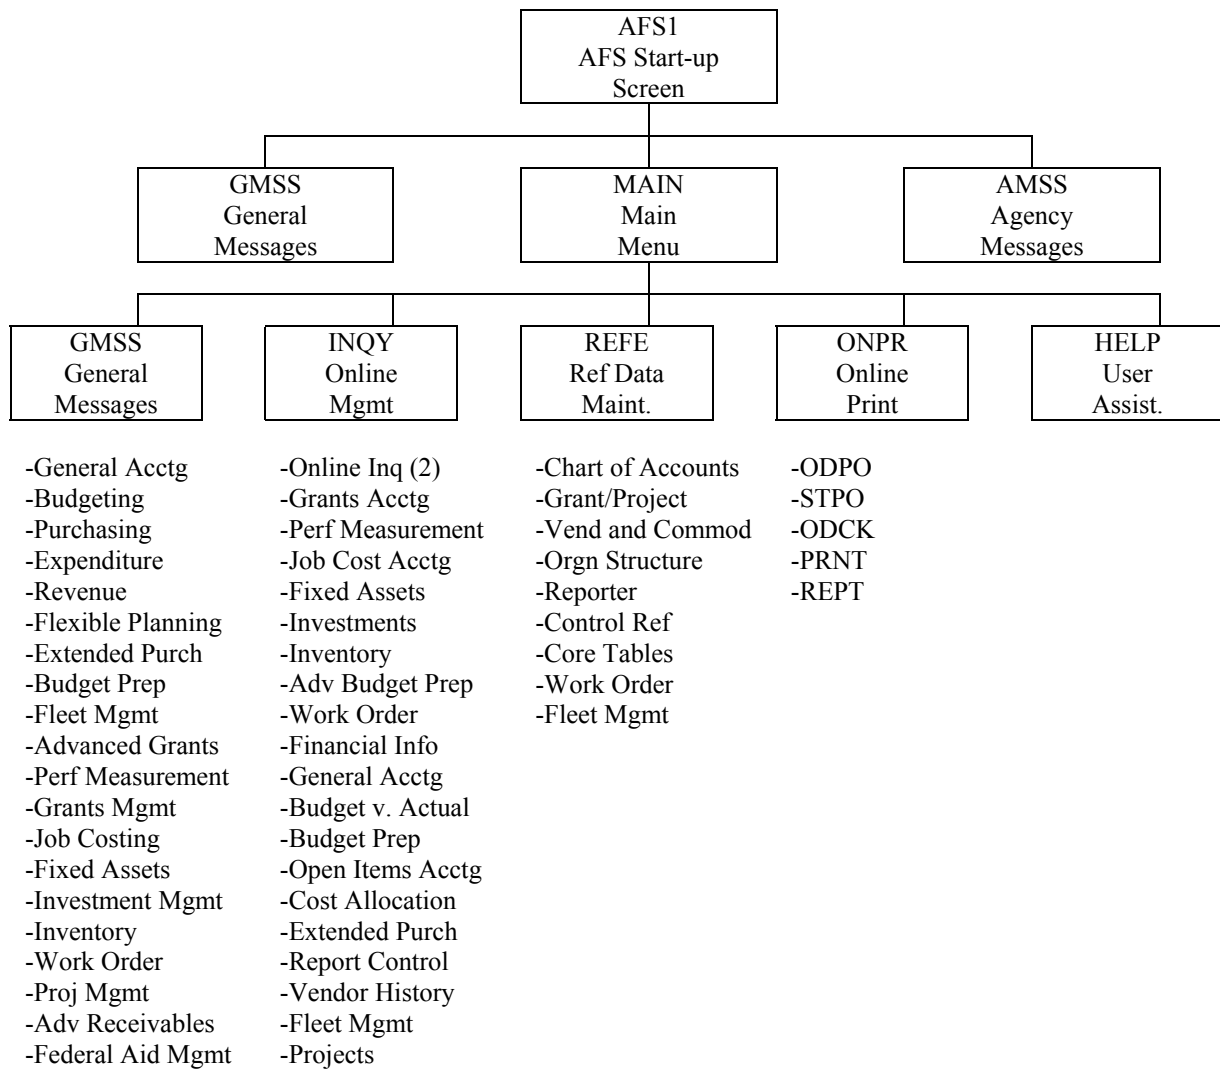 AFS1
AFS Start-up
Screen
GMSS
General
Messages
MAIN
Main
Menu
AMSS
Agency
Messages
GMSS
General
Messages
INQY
Online
Mgmt
REFE
Ref Data
Maint.
ONPR
Online
Print
HELP
User
Assist.
-General Acctg
-Budgeting
-Purchasing
-Expenditure
-Revenue
-Flexible Planning
-Extended Purch
-Budget Prep
-Fleet Mgmt
-Advanced Grants
-Perf Measurement
-Grants Mgmt
-Job Costing
-Fixed Assets
-Investment Mgmt
-Inventory
-Work Order
-Proj Mgmt
-Adv Receivables
-Federal Aid Mgmt
-Online Inq (2)
-Grants Acctg
-Perf Measurement
-Job Cost Acctg
-Fixed Assets
-Investments
-Inventory
-Adv Budget Prep
-Work Order
-Financial Info
-General Acctg
-Budget v. Actual
-Budget Prep
-Open Items Acctg
-Cost Allocation
-Extended Purch
-Report Control
-Vendor History
-Fleet Mgmt
-Projects
-Chart of Accounts
-Grant/Project
-Vend and Commod
-Orgn Structure
-Reporter
-Control Ref
-Core Tables
-Work Order
-Fleet Mgmt
-ODPO
-STPO
-ODCK
-PRNT
-REPT